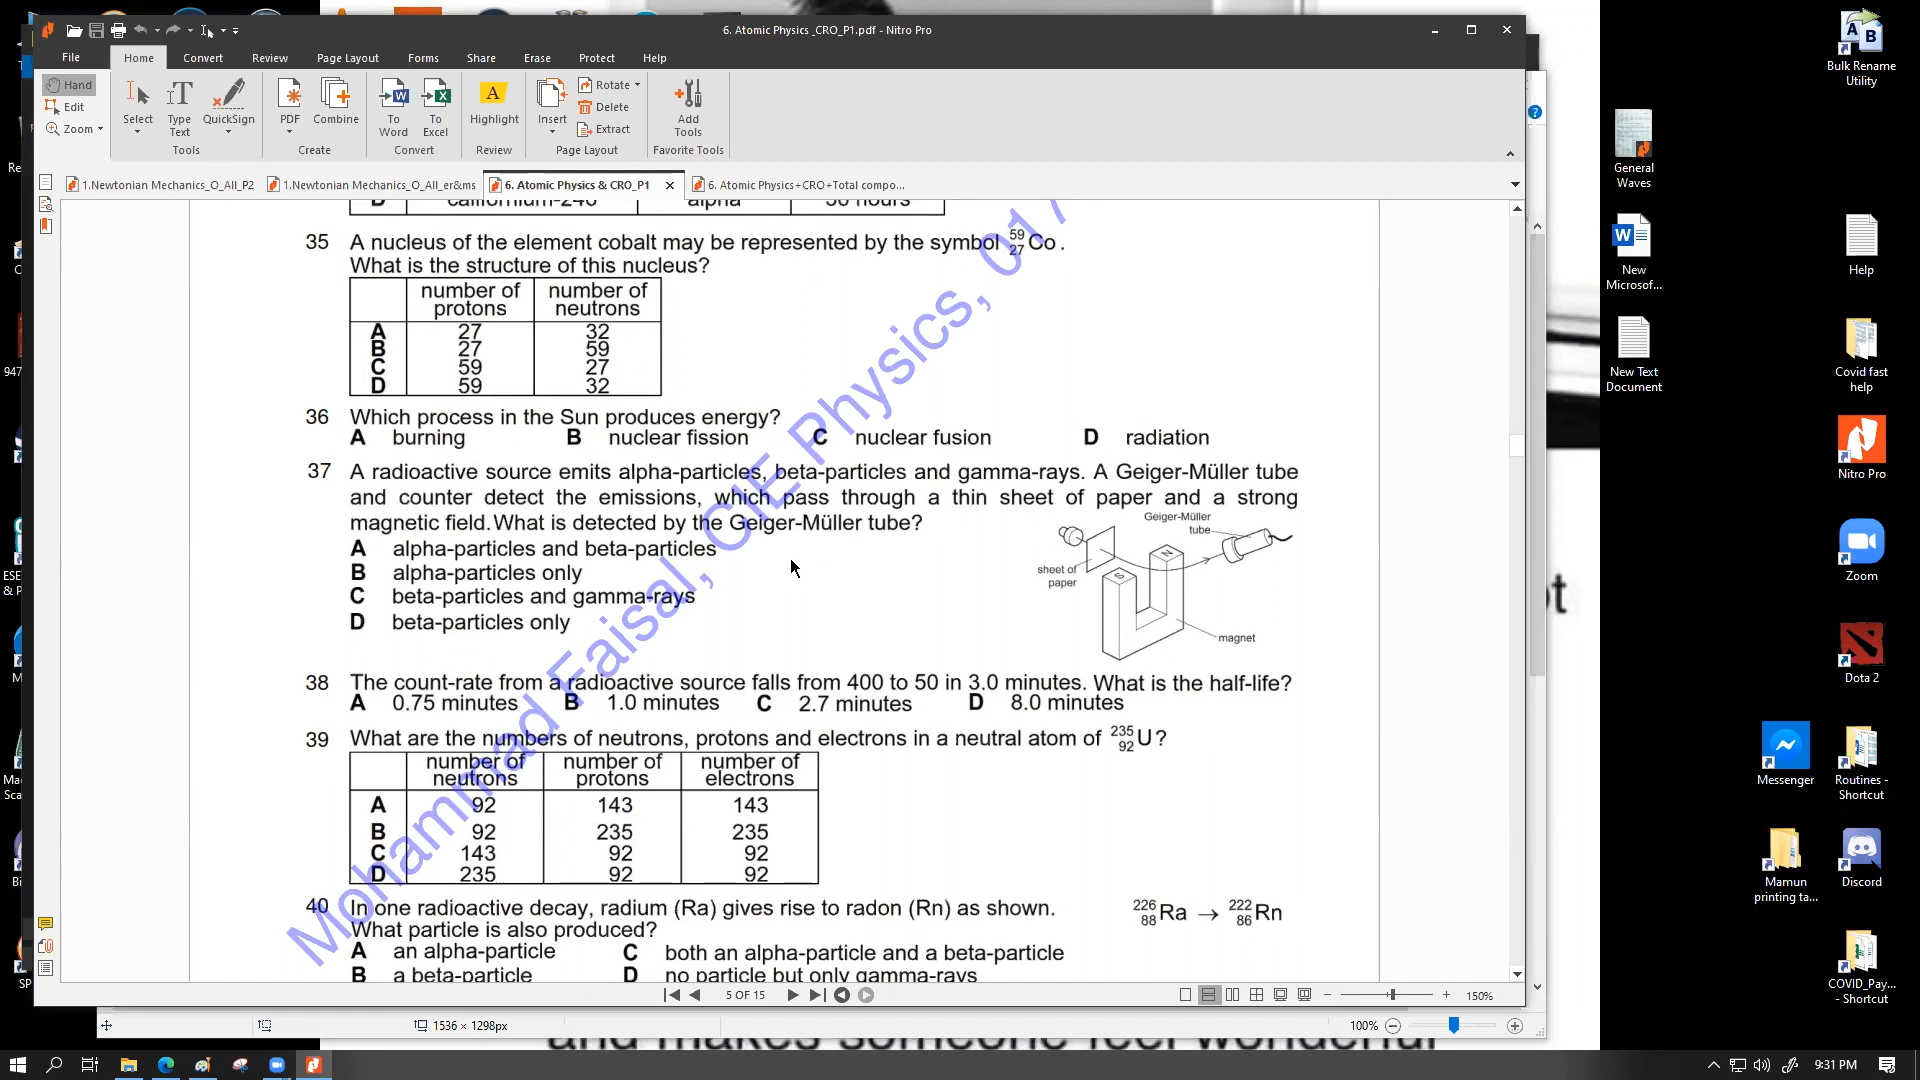 6. Atomic Physics _CRO_P1.pdf - Nitro Pro
File
Home
Convert
Review
Page Layout
Forms
Share
Erase
Protect
Help
Hand
Edit
Zoom
Select
Type Text
QuickSign
Tools
PDF
Combine
Create
To Word
To Excel
Convert
Highlight
Review
Insert
Rotate
Delete
Extract
Page Layout
Add Tools
Favorite Tools
1.Newtonian Mechanics_O_All_P2
1.Newtonian Mechanics_O_All_er&ms
6. Atomic Physics & CRO_P1
6. Atomic Physics+CRO+Total compo...
D californium-246 alpha 36 hours
35 A nucleus of the element cobalt may be represented by the symbol 59 27 Co .
What is the structure of this nucleus?
number of protons number of neutrons
A 27 32
B 27 59
C 59 27
D 59 32
36 Which process in the Sun produces energy?
A burning B nuclear fission C nuclear fusion D radiation
37 A radioactive source emits alpha-particles, beta-particles and gamma-rays. A Geiger-Müller tube
and counter detect the emissions, which pass through a thin sheet of paper and a strong
magnetic field.What is detected by the Geiger-Müller tube?
A alpha-particles and beta-particles
B alpha-particles only
C beta-particles and gamma-rays
D beta-particles only
Geiger-Müller
tube
sheet of
paper
N
S
magnet
38 The count-rate from a radioactive source falls from 400 to 50 in 3.0 minutes. What is the half-life?
A 0.75 minutes B 1.0 minutes C 2.7 minutes D 8.0 minutes
39 What are the numbers of neutrons, protons and electrons in a neutral atom of 235 92 U?
number of neutrons number of protons number of electrons
A 92 143 143
B 92 235 235
C 143 92 92
D 235 92 92
40 In one radioactive decay, radium (Ra) gives rise to radon (Rn) as shown. 226 88 Ra → 222 86 Rn
What particle is also produced?
A an alpha-particle C both an alpha-particle and a beta-particle
B a beta-particle D no particle but only gamma-rays
Mohammad Faisal, CIE Physics, 017
5 OF 15
150%
1536 × 1298px
100%
and makes someone feel wonderful
Bulk Rename Utility
General Waves
New Microsof...
Help
New Text Document
Covid fast help
Nitro Pro
Zoom
Dota 2
Messenger
Routines - Shortcut
Mamun printing ta...
Discord
COVID_Pay... - Shortcut
9:31 PM